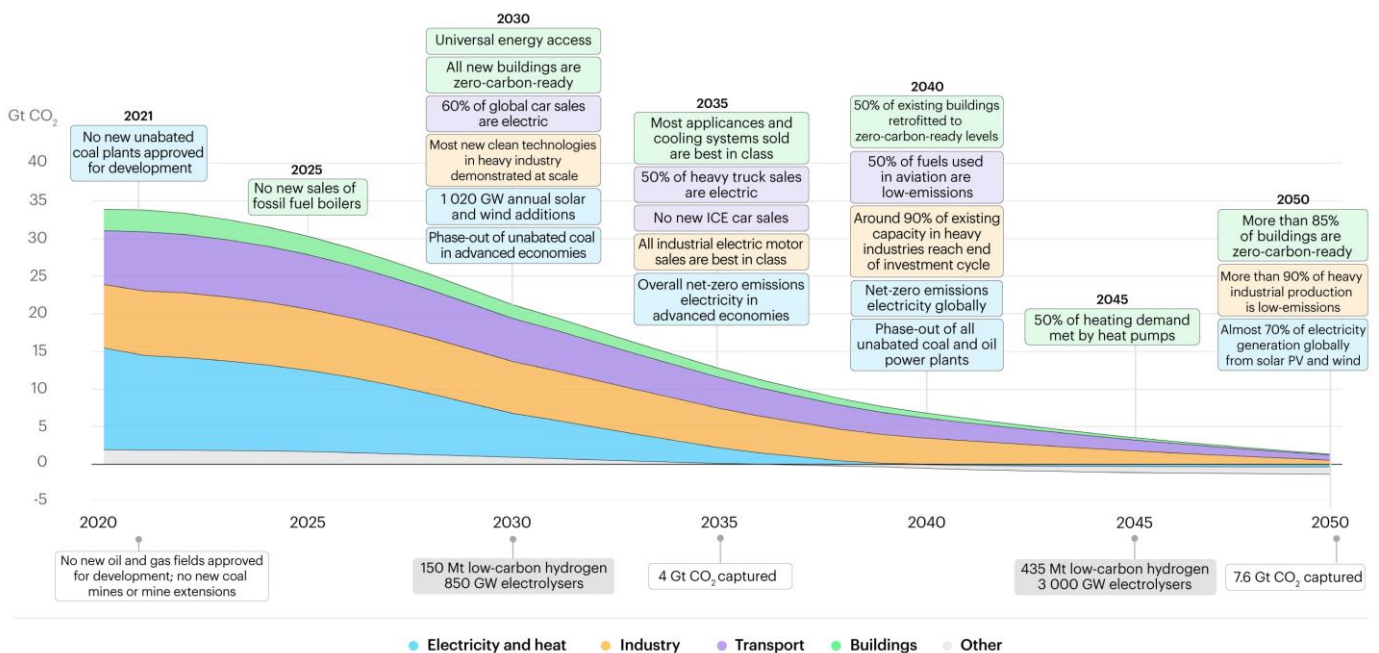 Gt CO₂
40
35
30
25
20
15
10
5
0
-5
2021
No new unabated
coal plants approved
for development
2025
No new sales of
fossil fuel boilers
2030
Universal energy access
All new buildings are
zero-carbon-ready
60% of global car sales
are electric
Most new clean technologies
in heavy industry
demonstrated at scale
1 020 GW annual solar
and wind additions
Phase-out of unabated coal
in advanced economies
2035
Most applicances and
cooling systems sold
are best in class
50% of heavy truck sales
are electric
No new ICE car sales
All industrial electric motor
sales are best in class
Overall net-zero emissions
electricity in
advanced economies
2040
50% of existing buildings
retrofitted to
zero-carbon-ready levels
50% of fuels used
in aviation are
low-emissions
Around 90% of existing
capacity in heavy
industries reach end
of investment cycle
Net-zero emissions
electricity globally
Phase-out of all
unabated coal and oil
power plants
2045
50% of heating demand
met by heat pumps
2050
More than 85%
of buildings are
zero-carbon-ready
More than 90% of heavy
industrial production
is low-emissions
Almost 70% of electricity
generation globally
from solar PV and wind
2020
2025
2030
2035
2040
2045
2050
No new oil and gas fields approved
for development; no new coal
mines or mine extensions
150 Mt low-carbon hydrogen
850 GW electrolysers
4 Gt CO₂ captured
435 Mt low-carbon hydrogen
3 000 GW electrolysers
7.6 Gt CO₂ captured
Electricity and heat
Industry
Transport
Buildings
Other